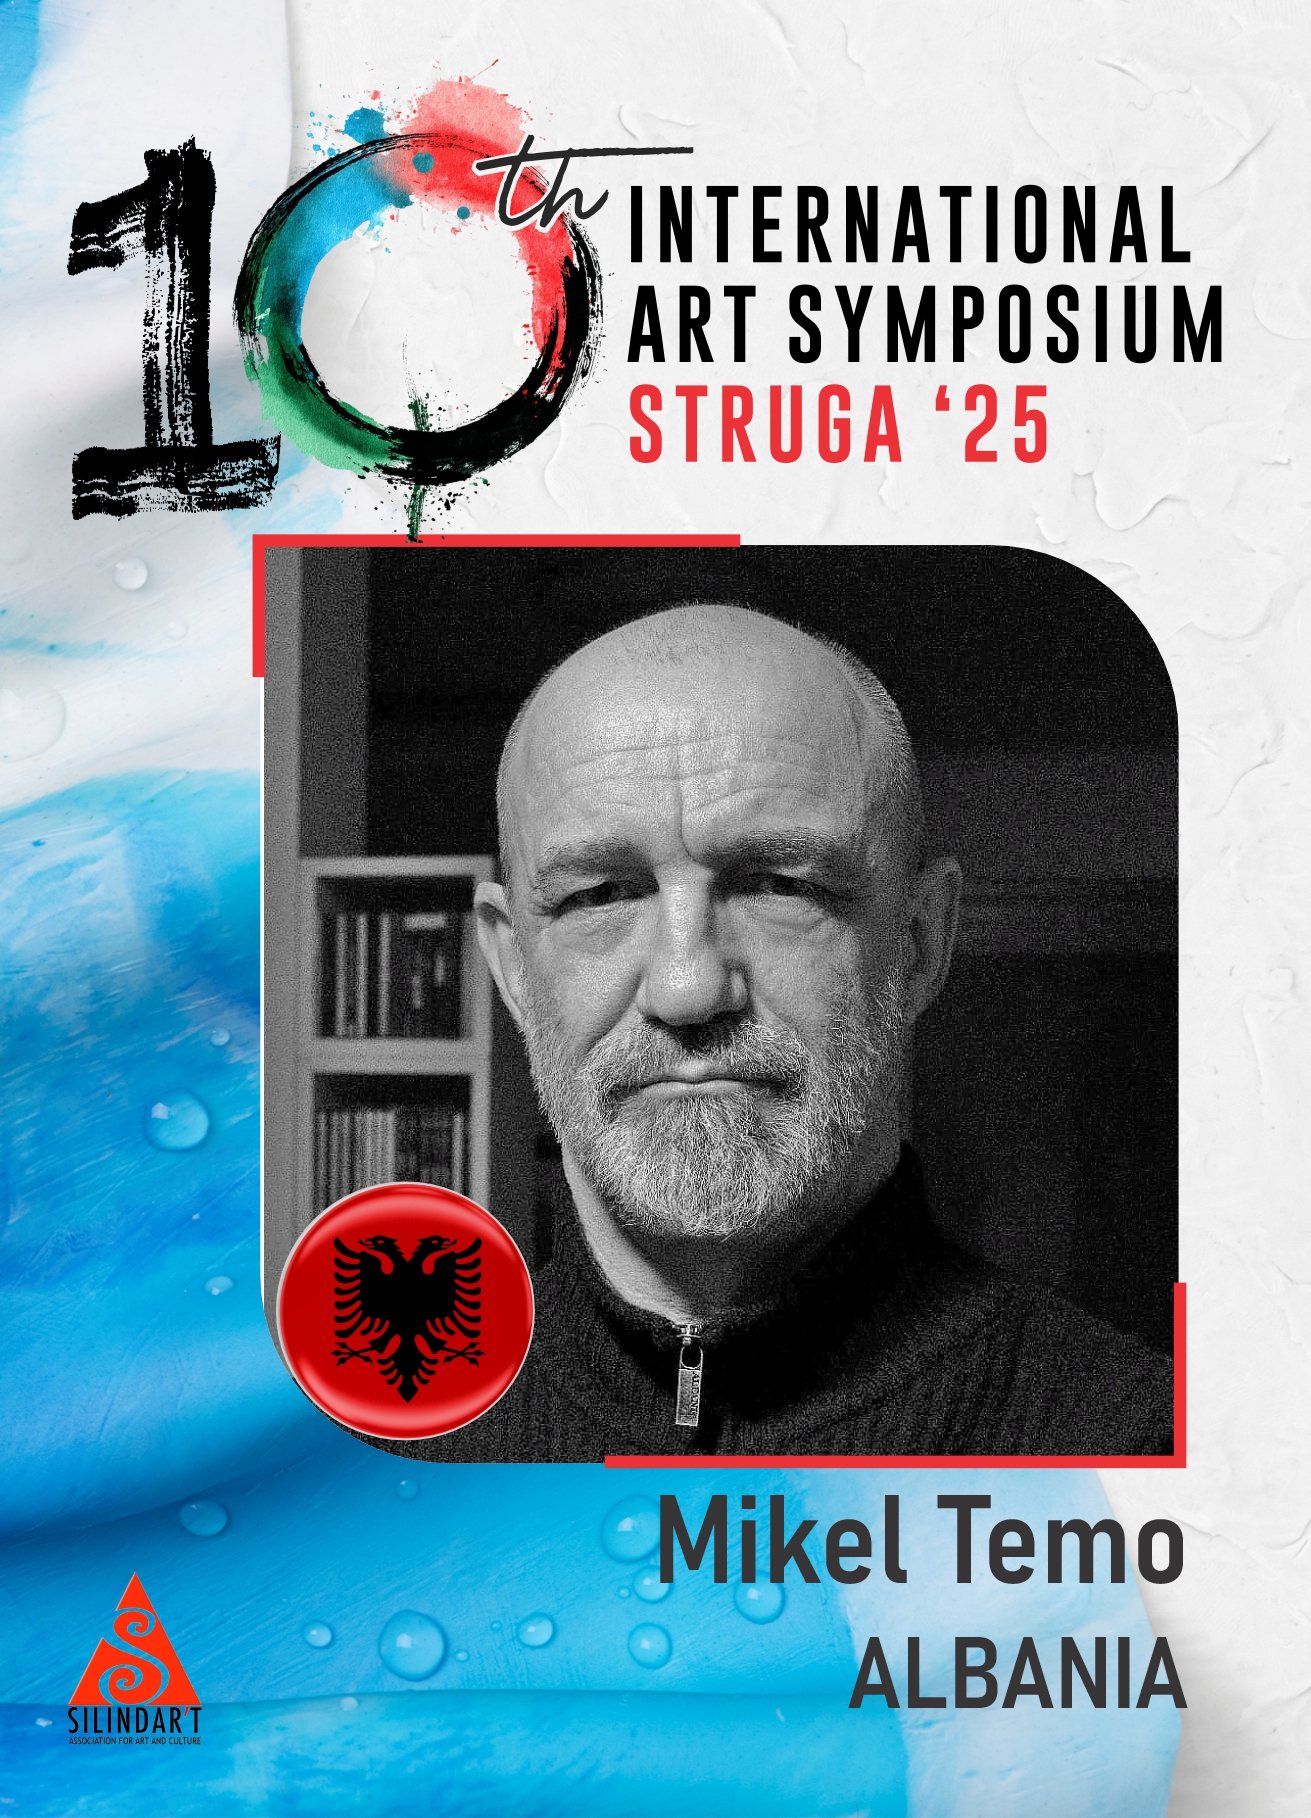 10th
INTERNATIONAL
ART SYMPOSIUM
STRUGA ‘25
Mikel Temo
ALBANIA
SILINDAR'T
ASSOCIATION FOR ART AND CULTURE